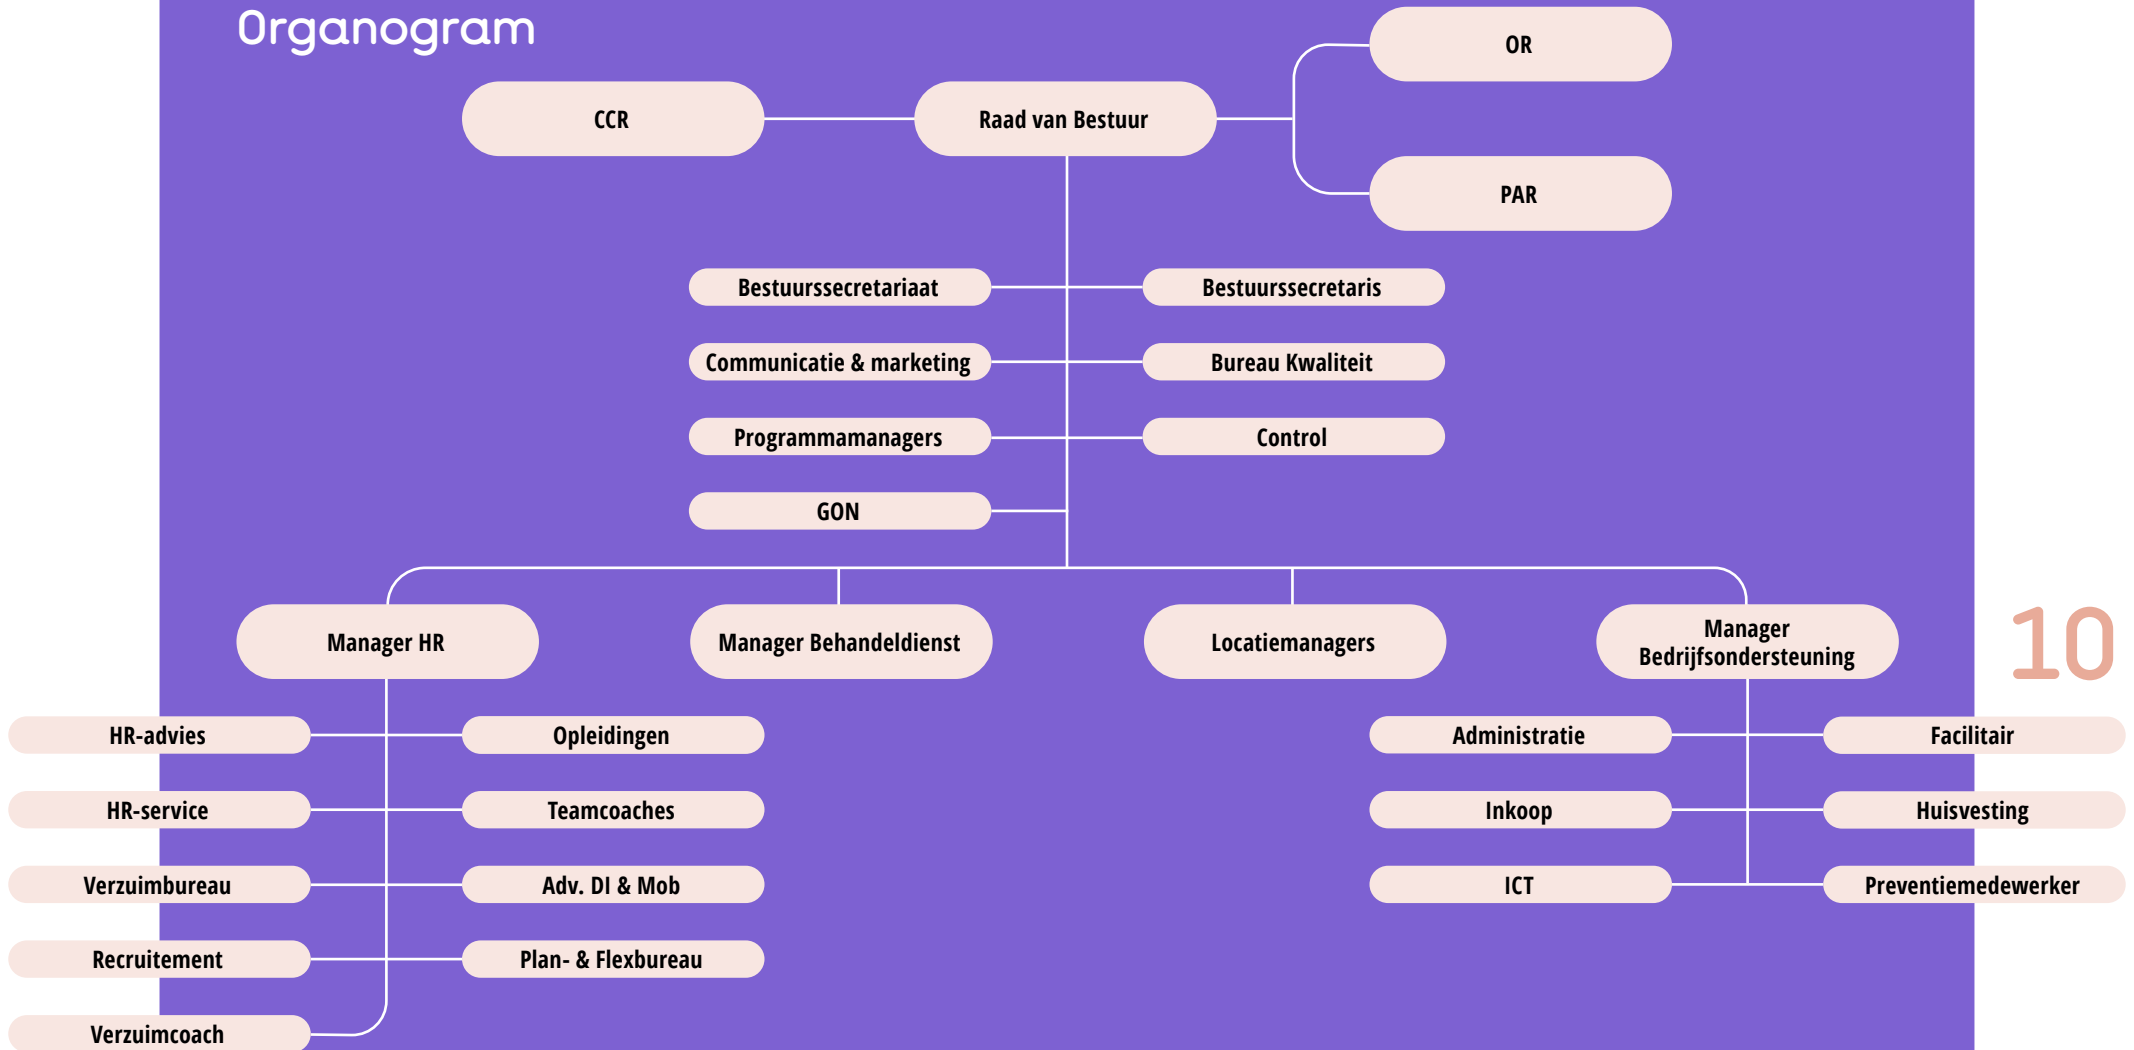 Organogram
OR
CCR
Raad van Bestuur
PAR
Bestuurssecretariaat
Bestuurssecretaris
Communicatie & marketing
Bureau Kwaliteit
Programmamanagers
Control
GON
Manager HR
Manager Behandeldienst
Locatiemanagers
Manager
Bedrijfsondersteuning
10
HR-advies
Opleidingen
Administratie
Facilitair
HR-service
Teamcoaches
Inkoop
Huisvesting
Verzuimbureau
Adv. DI & Mob
ICT
Preventiemedewerker
Recruitement
Plan- & Flexbureau
Verzuimcoach